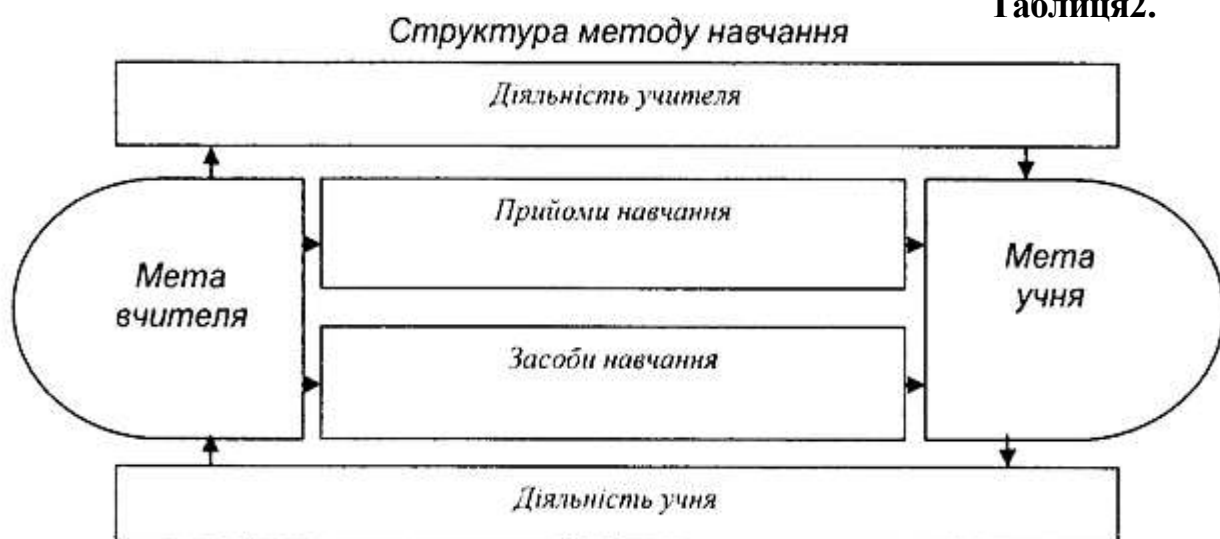 Таблиця2.
Структура методу навчання
Діяльність учителя
Прийоми навчання
Мета
вчителя
Мета
учня
Засоби навчання
Діяльність учня